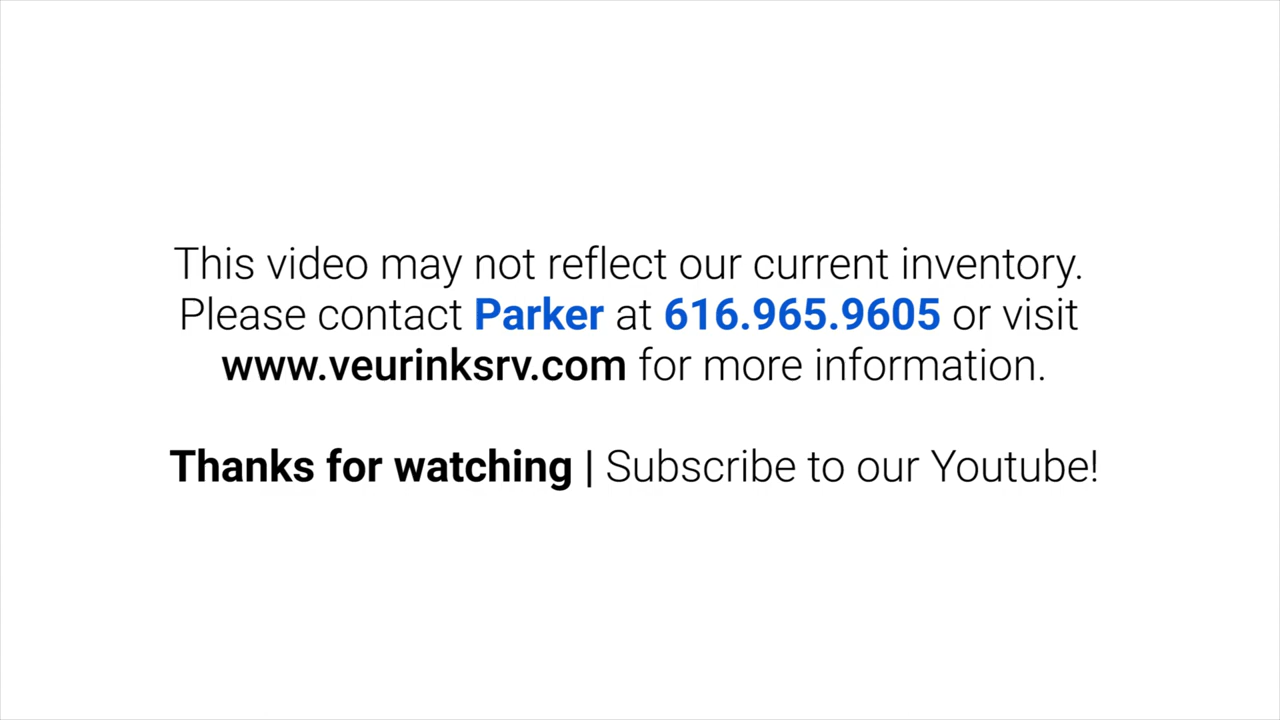 This video may not reflect our current inventory.
Please contact Parker at 616.965.9605 or visit
www.veurinksrv.com for more information.
Thanks for watching | Subscribe to our Youtube!